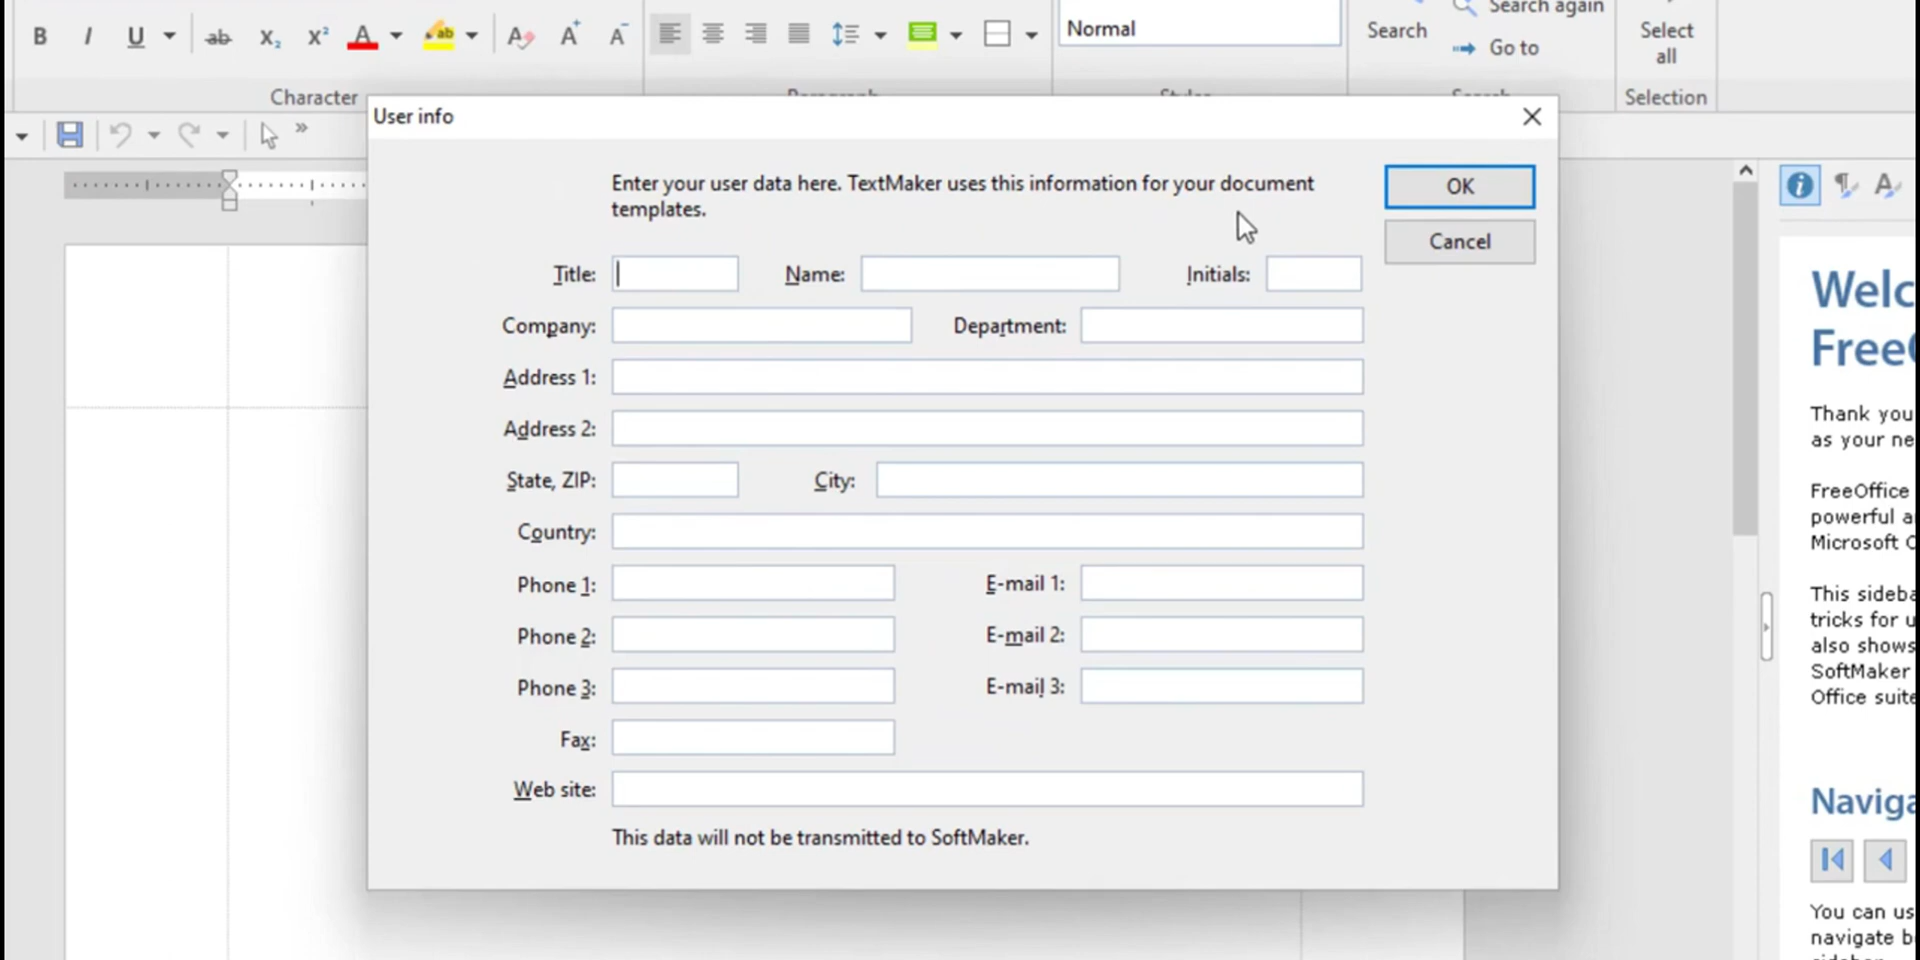 B I U ab X₂ X² A ab A A⁺ A⁻
Normal
Search
Search again
Go to
Select
all
Character
Selection
User info
Enter your user data here. TextMaker uses this information for your document
templates.
OK
Cancel
Title: Name: Initials:
Company: Department:
Address 1:
Address 2:
State, ZIP: City:
Country:
Phone 1: E-mail 1:
Phone 2: E-mail 2:
Phone 3: E-mail 3:
Fax:
Web site:
This data will not be transmitted to SoftMaker.
Welc
Free
Thank you
as your ne
FreeOffice
powerful a
Microsoft
This sideba
tricks for u
also shows
SoftMaker
Office suite
Naviga
You can us
navigate b